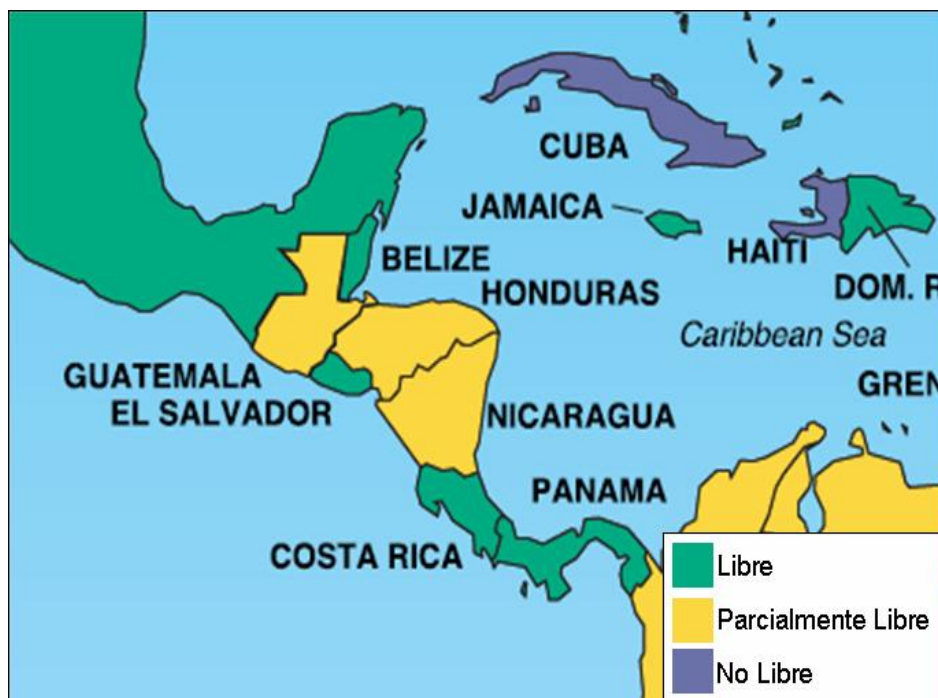 CUBA
JAMAICA
HAITI
BELIZE
HONDURAS
DOM. R
Caribbean Sea
GUATEMALA
GREN
EL SALVADOR
NICARAGUA
PANAMA
COSTA RICA
Libre
Parcialmente Libre
No Libre